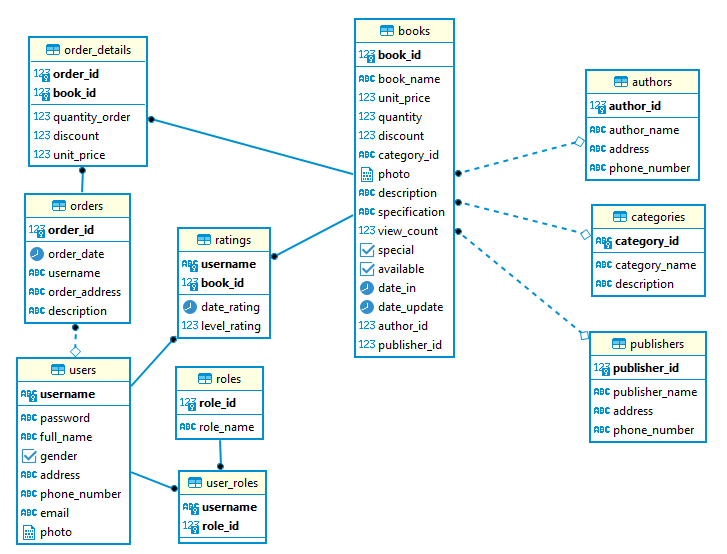 order_details
123 order_id
123 book_id
123 quantity_order
123 discount
123 unit_price
orders
123 order_id
order_date
ABC username
ABC order_address
ABC description
users
ABC username
ABC password
ABC full_name
gender
ABC address
ABC phone_number
ABC email
photo
ratings
ABC username
123 book_id
date_rating
123 level_rating
roles
123 role_id
ABC role_name
user_roles
ABC username
123 role_id
books
123 book_id
ABC book_name
123 unit_price
123 quantity
123 discount
ABC category_id
photo
ABC description
ABC specification
123 view_count
special
available
date_in
date_update
123 author_id
123 publisher_id
authors
123 author_id
ABC author_name
ABC address
ABC phone_number
categories
ABC category_id
ABC category_name
ABC description
publishers
123 publisher_id
ABC publisher_name
ABC address
ABC phone_number